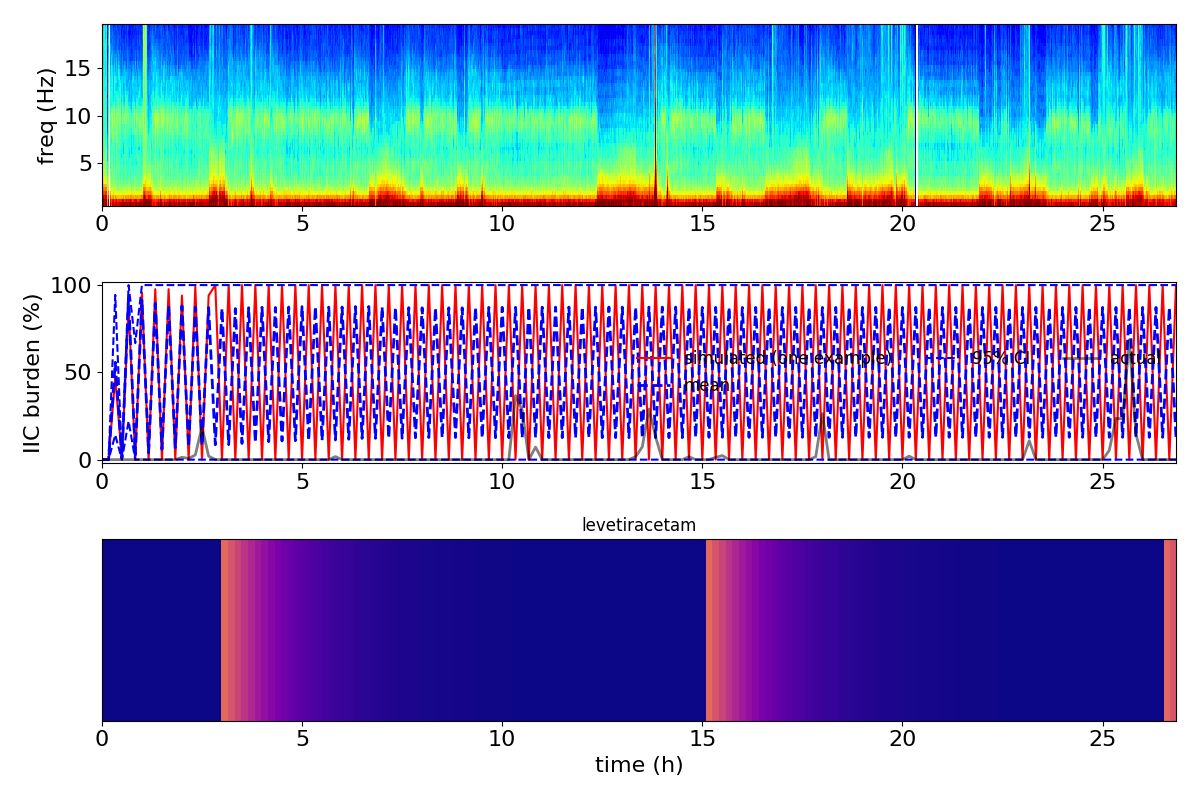 freq (Hz)
15
10
5
0 5 10 15 20 25
IIC burden (%)
100
50
0
simulated (one example) 95% CI actual
mean
0 5 10 15 20 25
levetiracetam
0 5 10 15 20 25
time (h)